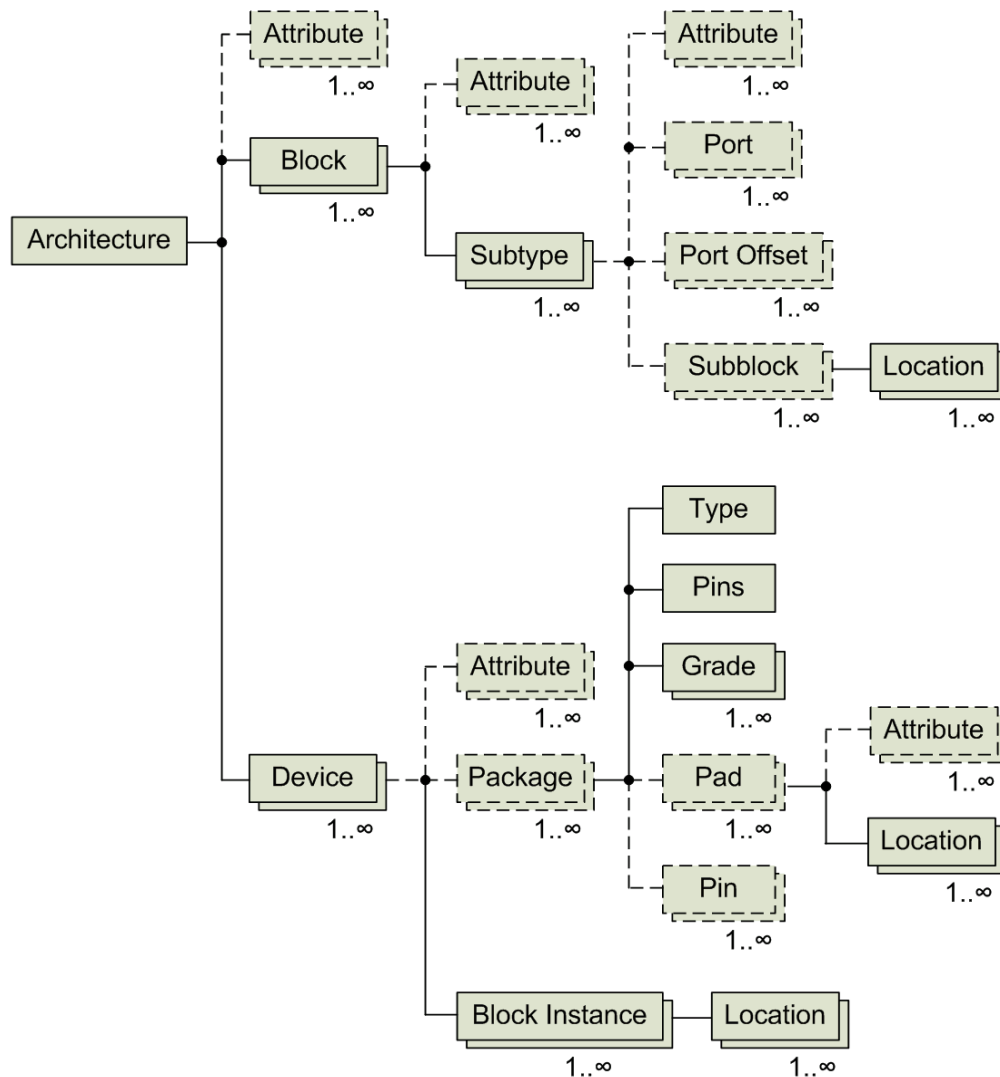 Attribute
1..∞
Attribute
1..∞
Attribute
1..∞
Block
1..∞
Port
1..∞
Architecture
Subtype
1..∞
Port Offset
1..∞
Subblock
1..∞
Location
1..∞
Type
Pins
Attribute
1..∞
Grade
1..∞
Attribute
1..∞
Device
1..∞
Package
1..∞
Pad
1..∞
Location
1..∞
Pin
1..∞
Block Instance
1..∞
Location
1..∞